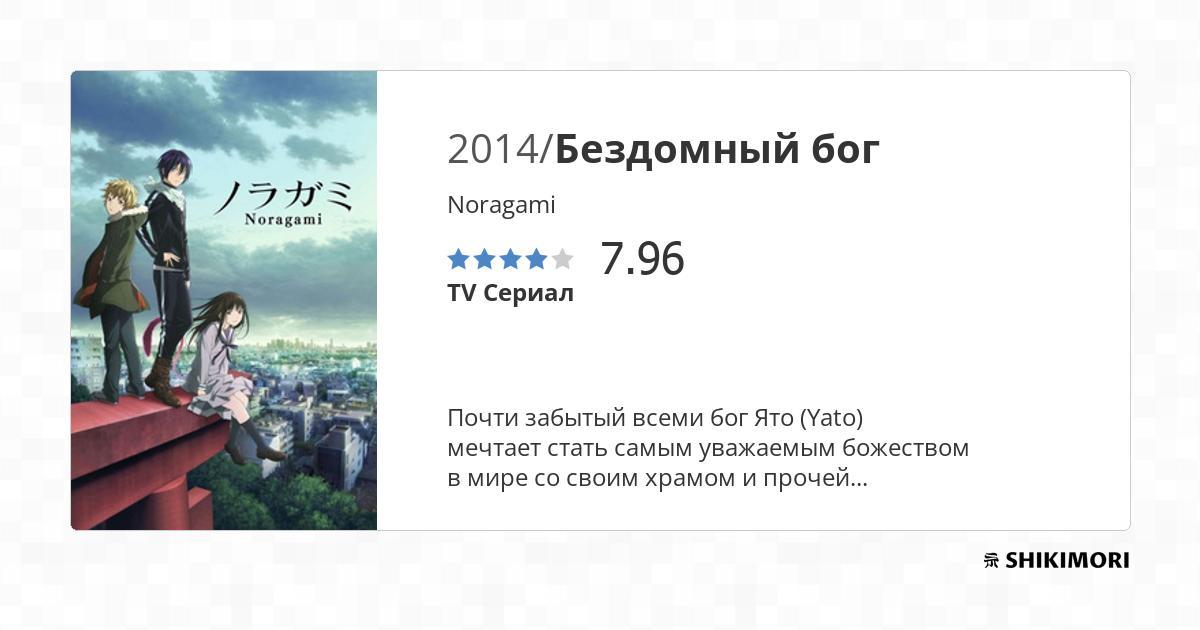 ノラガミ
Noragami
2014/Бездомный бог
Noragami
7.96
TV Сериал
Почти забытый всеми бог Ято (Yato)
мечтает стать самым уважаемым божеством
в мире со своим храмом и прочей...
SHIKIMORI